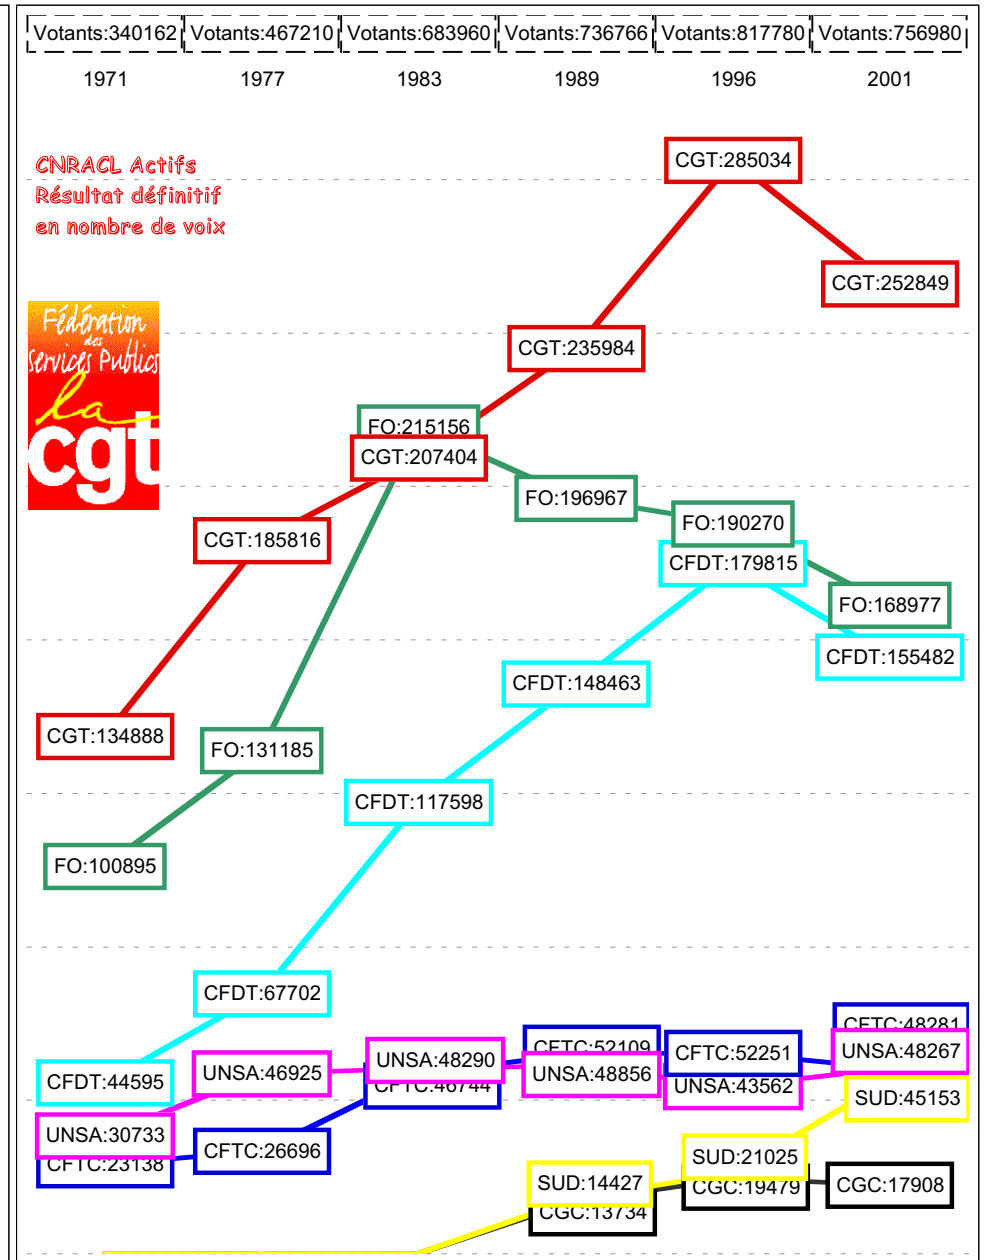 Votants:340162 Votants:467210 Votants:683960 Votants:736766 Votants:817780 Votants:756980
1971 1977 1983 1989 1996 2001
CNRACL Actifs
Résultat définitif
en nombre de voix
Fédération
des
Services Publics
la
cgt
CGT:285034
CGT:252849
CGT:235984
FO:215156
CGT:207404
FO:196967
FO:190270
CGT:185816
CFDT:179815
FO:168977
CFDT:155482
CFDT:148463
CGT:134888
FO:131185
CFDT:117598
FO:100895
CFDT:67702
CFTC:48281
CFTC:52109
CFTC:52251
UNSA:48267
UNSA:48290
UNSA:46925
UNSA:48856
CFDT:44595
CFTC:46744
UNSA:43562
SUD:45153
UNSA:30733
CFTC:26696
CFTC:23138
SUD:21025
SUD:14427
CGC:19479
CGC:17908
CGC:13734